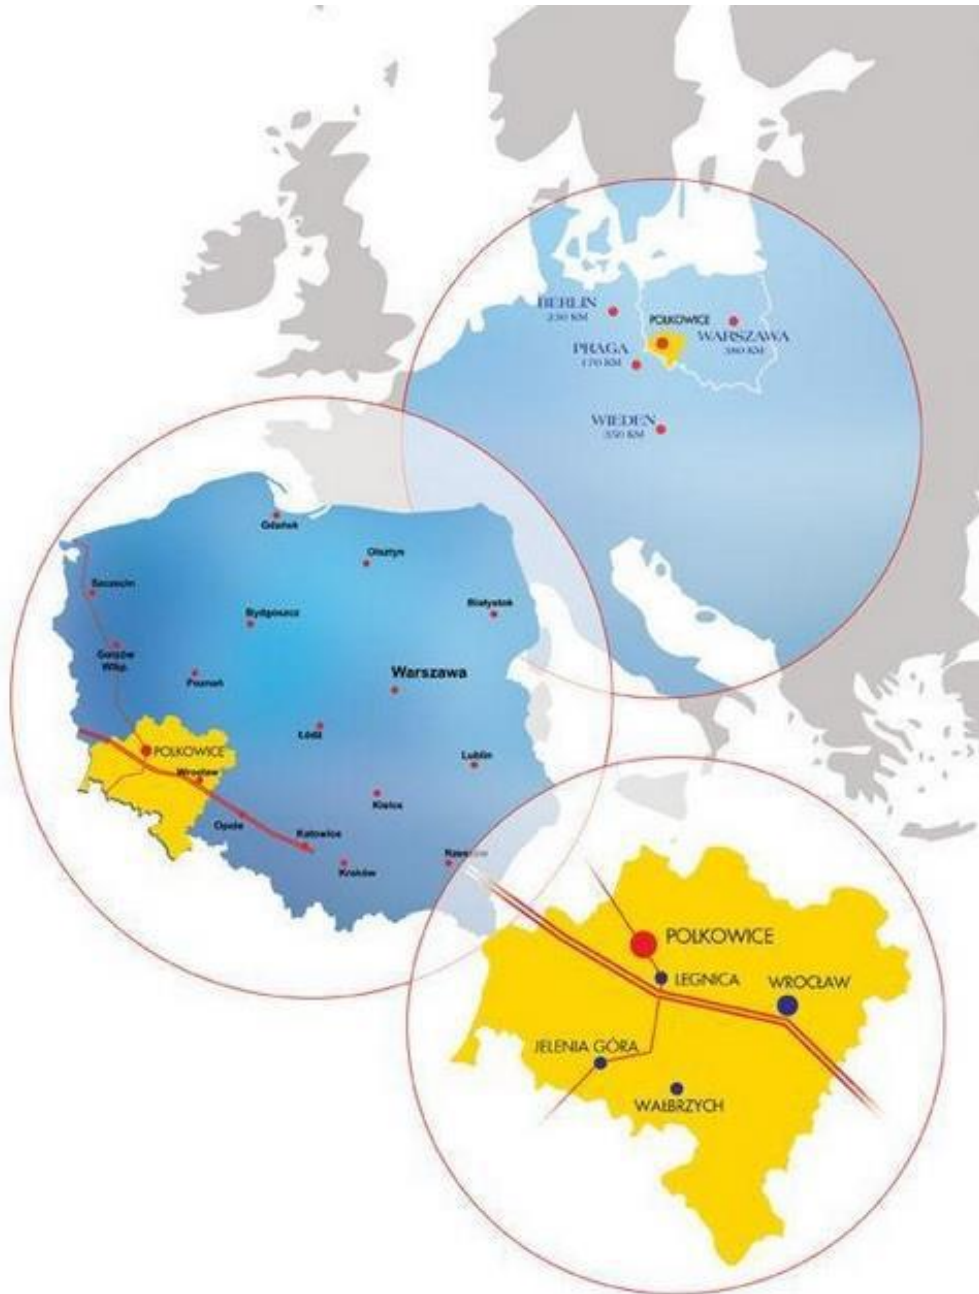 BERLIN
230 KM
POLKOWICE
WARSZAWA
380 KM
PRAGA
170 KM
WIEDEN
350 KM
Gdańsk
Olsztyn
Szczecin
Białystok
Bydgoszcz
Gorzów
Wlkp.
Poznań
Warszawa
Łódź
POLKOWICE
Wrocław
Lublin
Kielce
Opole
Katowice
Kraków
Rzeszów
POLKOWICE
LEGNICA
WROCŁAW
JELENIA GÓRA
WAŁBRZYCH